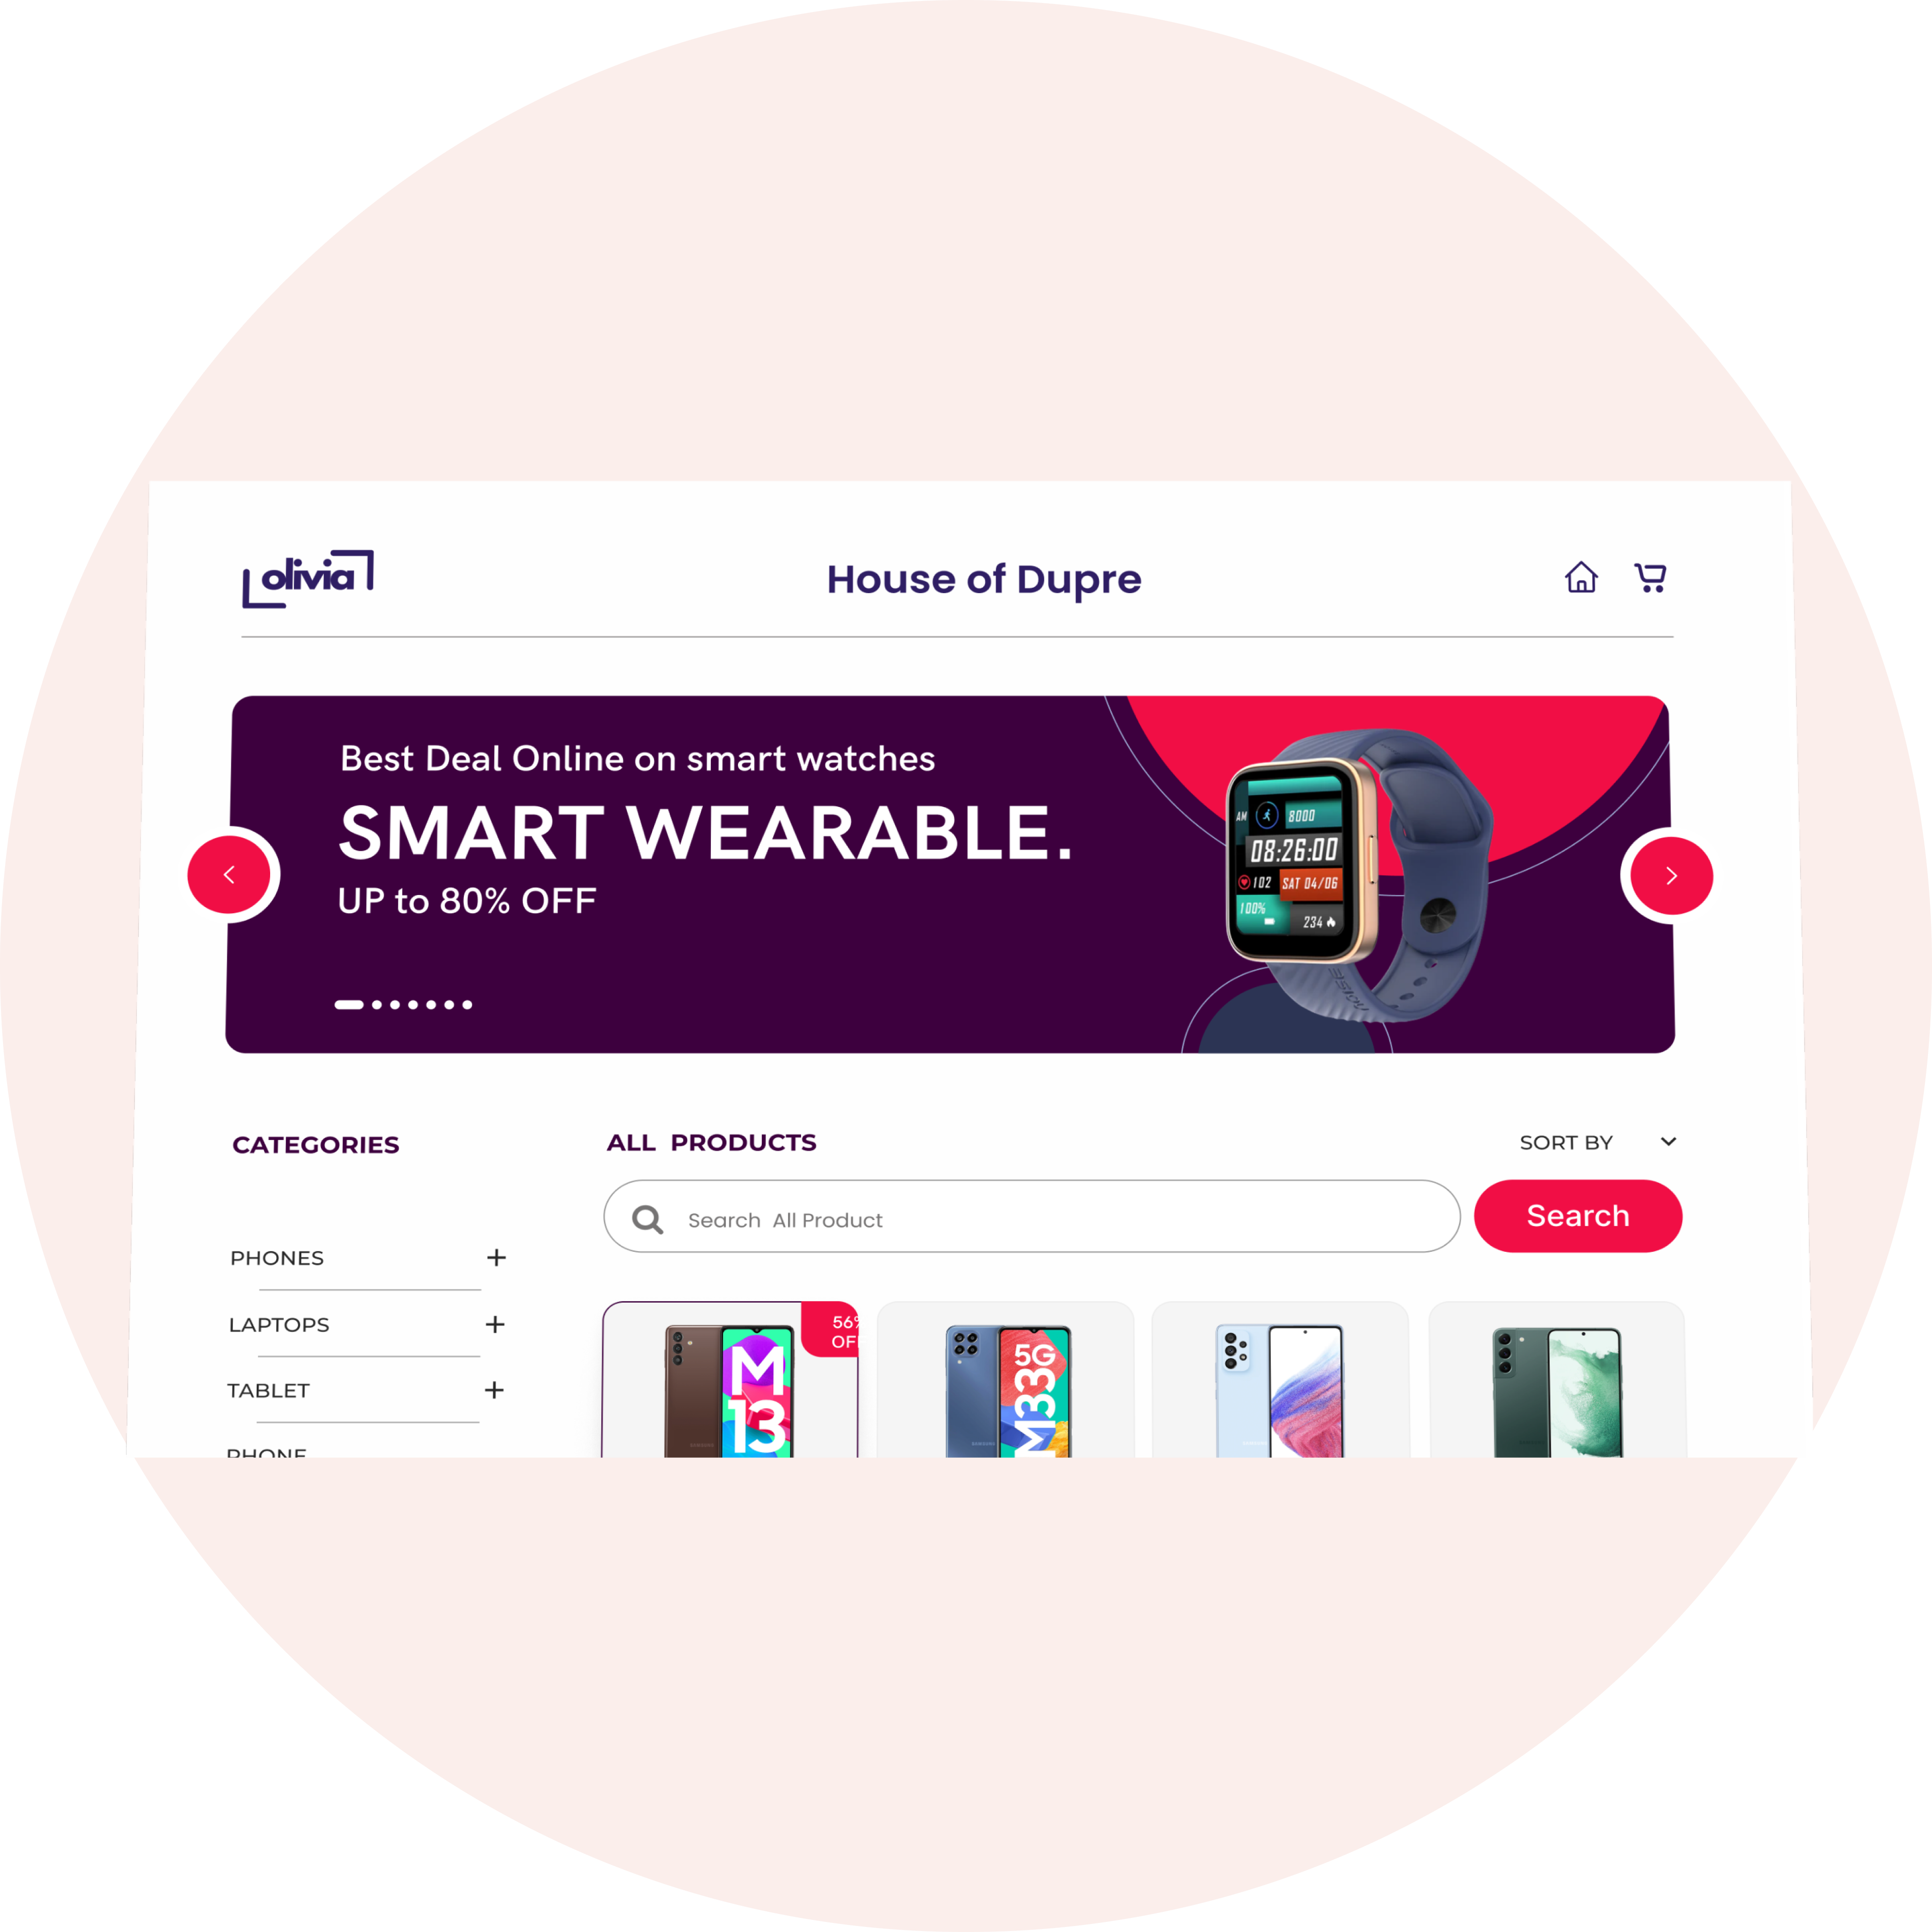 olivia
House of Dupre
Best Deal Online on smart watches
SMART WEARABLE.
UP to 80% OFF
AM
8000
08:26:00
102
SAT 04/06
100%
234
CATEGORIES
ALL PRODUCTS
SORT BY
Search All Product
Search
PHONES +
LAPTOPS +
TABLET +
PHONE
56%
OFF
M
13
M33
5G